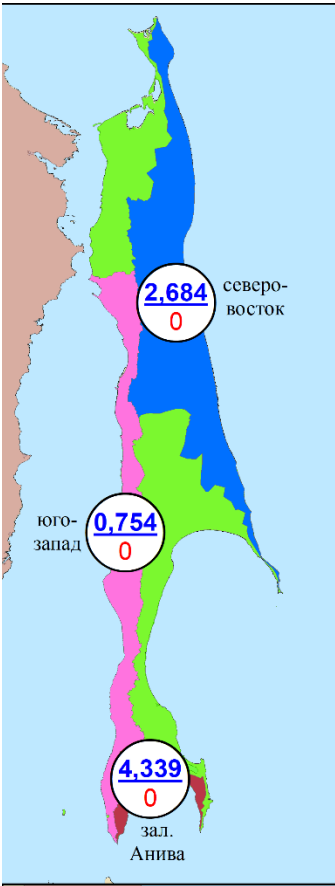 2,684
0
северо-
восток
юго-
запад
0,754
0
4,339
0
зал.
Анива